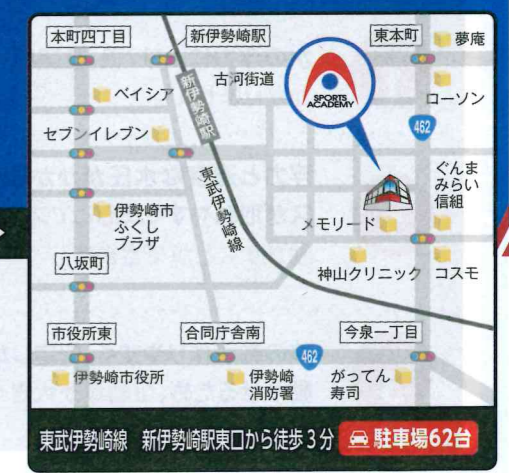 本町四丁目
新伊勢崎駅
東本町
夢庵
古河街道
ベイシア
SPORTS
ACADEMY
ローソン
新伊勢崎駅
462
セブンイレブン
東武伊勢崎線
ぐんま
みらい
信組
伊勢崎市
ふくし
プラザ
メモリード
八坂町
神山クリニック
コスモ
市役所東
合同庁舎南
今泉一丁目
462
伊勢崎市役所
伊勢崎
消防署
がってん
寿司
東武伊勢崎線 新伊勢崎駅東口から徒歩3分
駐車場62台